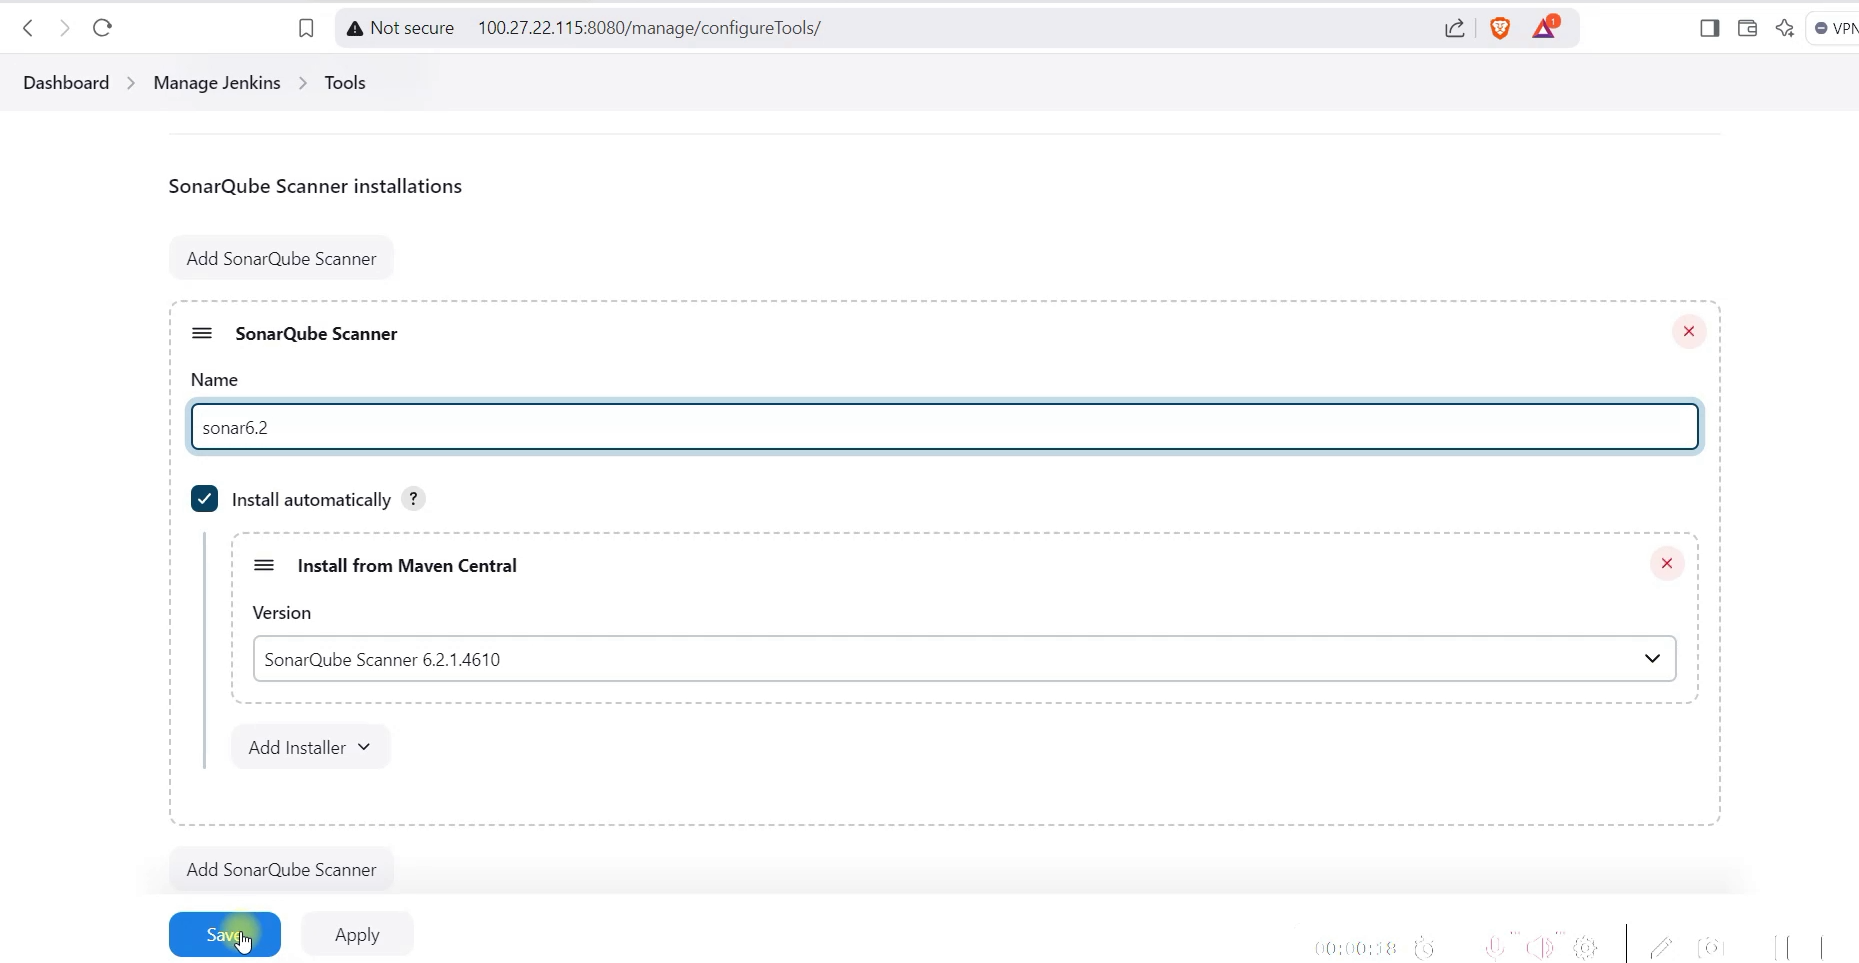 Not secure 100.27.22.115:8080/manage/configureTools/
1
VPN
Dashboard > Manage Jenkins > Tools
SonarQube Scanner installations
Add SonarQube Scanner
SonarQube Scanner
Name
sonar6.2
Install automatically ?
Install from Maven Central
Version
SonarQube Scanner 6.2.1.4610
Add Installer
Add SonarQube Scanner
Save
Apply
00:00:18